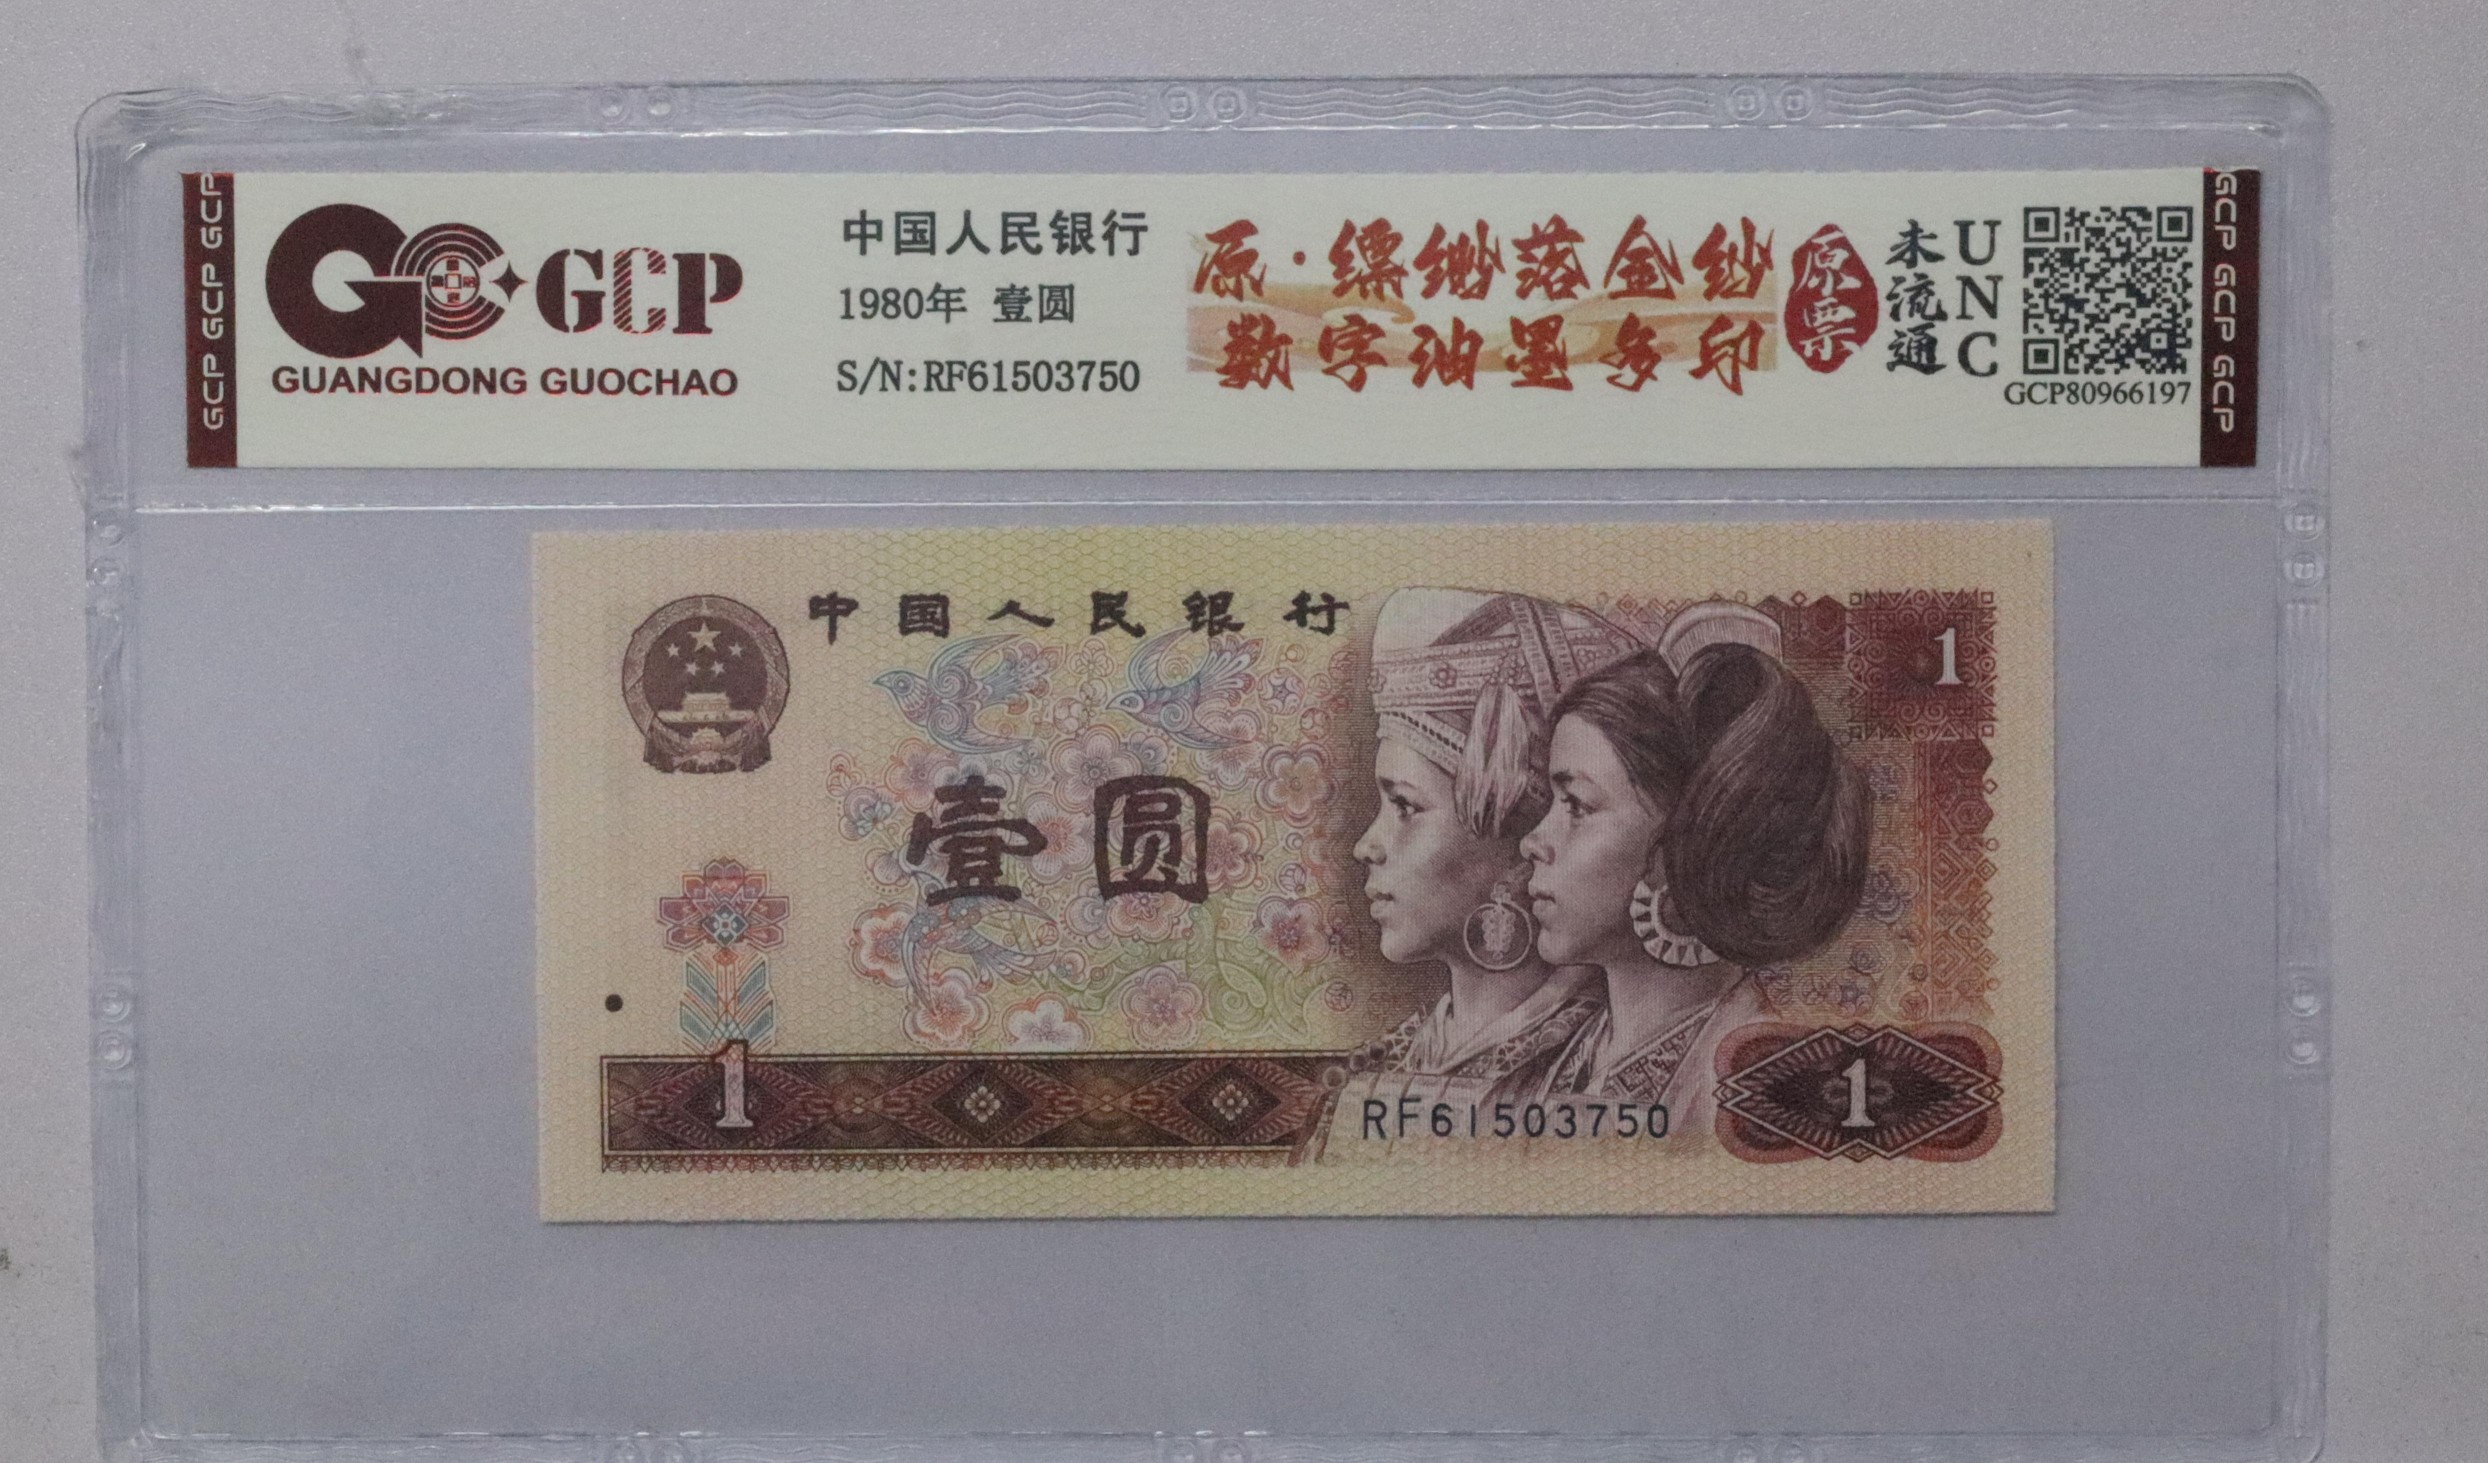 GCP GCP GCP
GCP
GUANGDONG GUOCHAO
中国人民银行
1980年 壹圆
S/N:RF61503750
原·缥缈落金纱
数字油墨多印
原票
未流通
UNC
GCP80966197
GCP GCP GCP
中国人民银行
1
壹圆
1
RF61503750
1